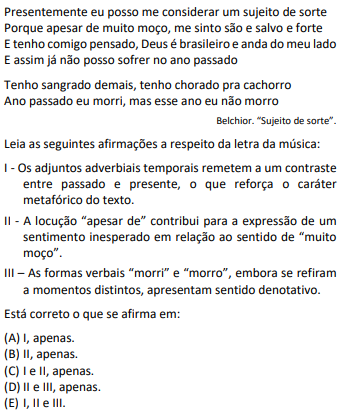 Presentemente eu posso me considerar um sujeito de sorte
Porque apesar de muito moço, me sinto são e salvo e forte
E tenho comigo pensado, Deus é brasileiro e anda do meu lado
E assim já não posso sofrer no ano passado
Tenho sangrado demais, tenho chorado pra cachorro
Ano passado eu morri, mas esse ano eu não morro
Belchior. “Sujeito de sorte”.
Leia as seguintes afirmações a respeito da letra da música:
I - Os adjuntos adverbiais temporais remetem a um contraste
entre passado e presente, o que reforça o caráter
metafórico do texto.
II - A locução “apesar de” contribui para a expressão de um
sentimento inesperado em relação ao sentido de “muito
moço”.
III – As formas verbais “morri” e “morro”, embora se refiram
a momentos distintos, apresentam sentido denotativo.
Está correto o que se afirma em:
(A) I, apenas.
(B) II, apenas.
(C) I e II, apenas.
(D) II e III, apenas.
(E) I, II e III.